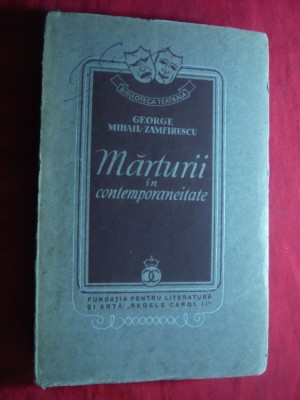 BIBLIOTECA TEATRALĂ
GEORGE
MIHAIL-ZAMFIRESCU
Mărturii
în
contemporaneitate
FUNDAȚIA PENTRU LITERATURĂ
ȘI ARTĂ „REGELE CAROL II"